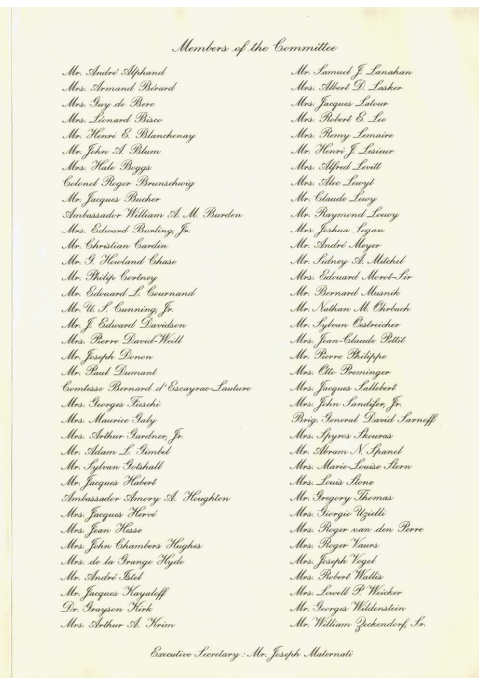 Members of the Committee
Mr. André Alphand
Mrs. Armand Bérard
Mrs. Guy de Bero
Mrs. Léonard Bisco
Mr. Henri E. Blanchenay
Mr. John A. Blum
Mrs. Hale Boggs
Colonel Roger Brunschwig
Mr. Jacques Bucher
Ambassador William A. M. Burden
Mrs. Edward Burling, Jr.
Mr. Christian Cardin
Mr. G. Howland Chase
Mr. Philip Cortney
Mr. Edouard L. Cournand
Mr. U. S. Cunning, Jr.
Mr. J. Edward Davidson
Mrs. Pierre David-Weill
Mr. Joseph Donon
Mr. Paul Dumant
Comtesse Bernard d'Escayrac-Lauture
Mrs. Georges Fieschi
Mrs. Maurice Galy
Mrs. Arthur Gardner, Jr.
Mr. Adam L. Gimbel
Mr. Sylvan Gotshall
Mr. Jacques Habert
Ambassador Amory A. Houghton
Mrs. Jacques Hervé
Mrs. Jean Hesse
Mrs. John Chambers Hughes
Mrs. de la Grange Hyde
Mr. André Istel
Mr. Jacques Kayaloff
Dr. Grayson Kirk
Mrs. Arthur A. Krim
Mr. Samuel J. Lanahan
Mrs. Albert D. Lasker
Mrs. Jacques Latour
Mrs. Robert E. Lee
Mrs. Remy Lemaire
Mr. Henri J. Lesieur
Mrs. Alfred Levitt
Mrs. Alec Lewyt
Mr. Claude Lewy
Mr. Raymond Loewy
Mrs. Joshua Logan
Mr. André Meyer
Mr. Sidney A. Mitchel
Mrs. Edouard Morot-Sir
Mr. Bernard Musnik
Mr. Nathan M. Ohrbach
Mr. Sylvan Oestreicher
Mrs. Jean-Claude Petit
Mr. Pierre Philippe
Mrs. Otto Preminger
Mrs. Jacques Sallebert
Mrs. John Sandifer, Jr.
Brig. General David Sarnoff
Mrs. Spyros Skouras
Mr. Abram N. Spanel
Mrs. Marie-Louise Stern
Mrs. Louis Stone
Mr. Gregory Thomas
Mrs. Giorgio Uzielli
Mrs. Roger van den Perre
Mrs. Roger Vaurs
Mrs. Joseph Vogel
Mrs. Robert Wallis
Mrs. Lowell P. Weicker
Mr. Georges Wildenstein
Mr. William Zeckendorf, Sr.
Executive Secretary: Mr. Joseph Maternati